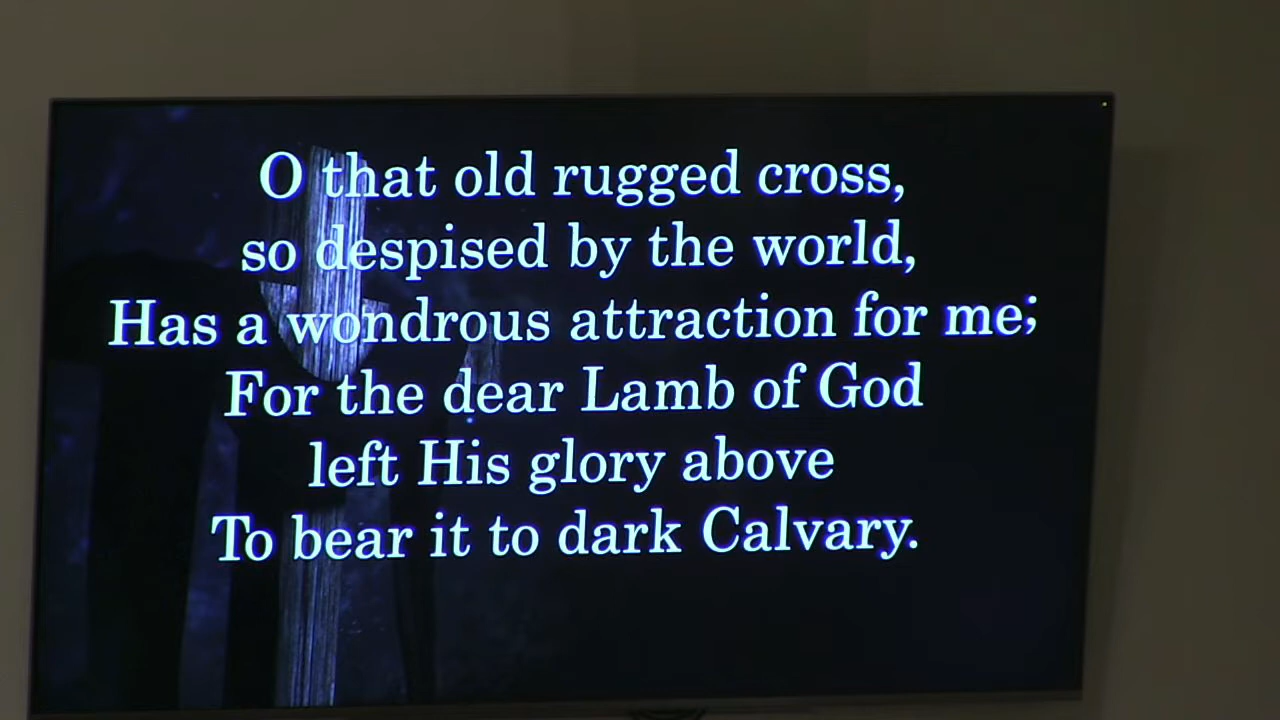 O that old rugged cross,
so despised by the world,
Has a wondrous attraction for me;
For the dear Lamb of God
left His glory above
To bear it to dark Calvary.